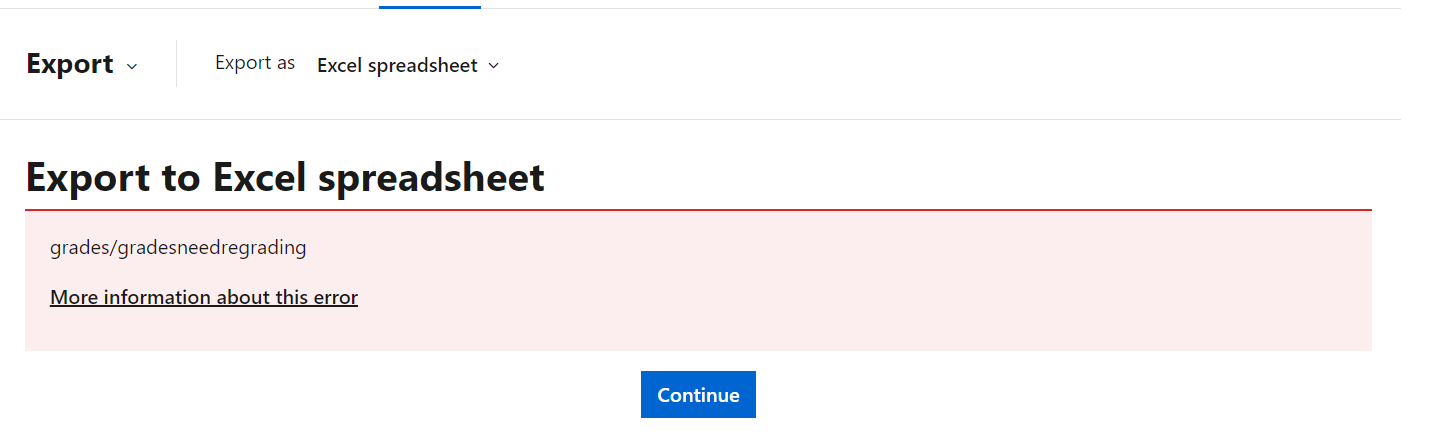 Export
Export as Excel spreadsheet
Export to Excel spreadsheet
grades/gradesneedregrading
More information about this error
Continue